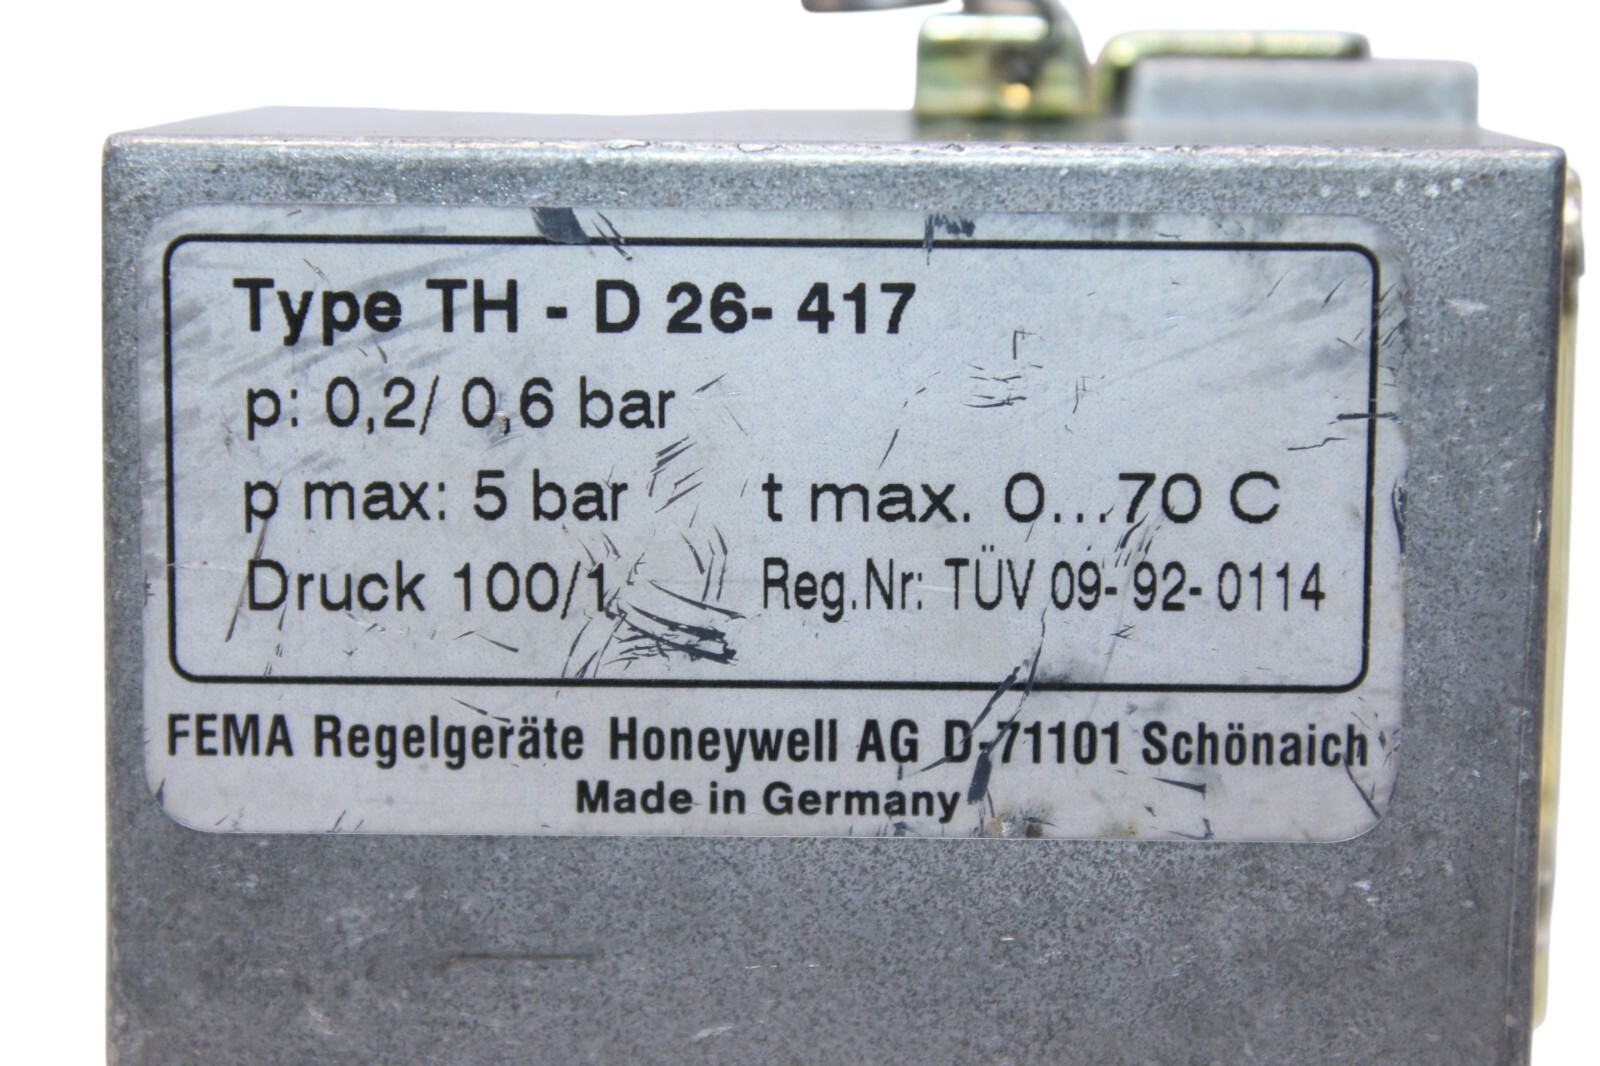 Type TH - D 26- 417
p: 0,2/ 0,6 bar
p max: 5 bar t max. 0...70 C
Druck 100/1 Reg.Nr: TÜV 09- 92- 0114
FEMA Regelgeräte Honeywell AG D-71101 Schönaich
Made in Germany